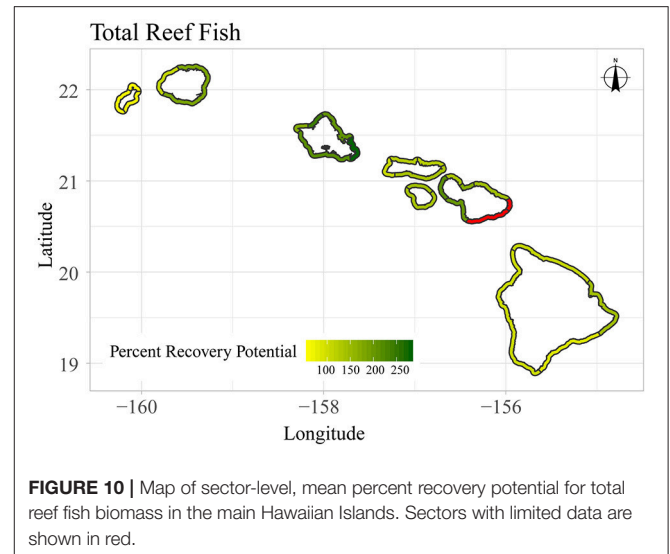 Total Reef Fish
N
22
21
20
19
Latitude
Percent Recovery Potential
100 150 200 250
−160 −158 −156
Longitude
FIGURE 10 | Map of sector-level, mean percent recovery potential for total
reef fish biomass in the main Hawaiian Islands. Sectors with limited data are
shown in red.